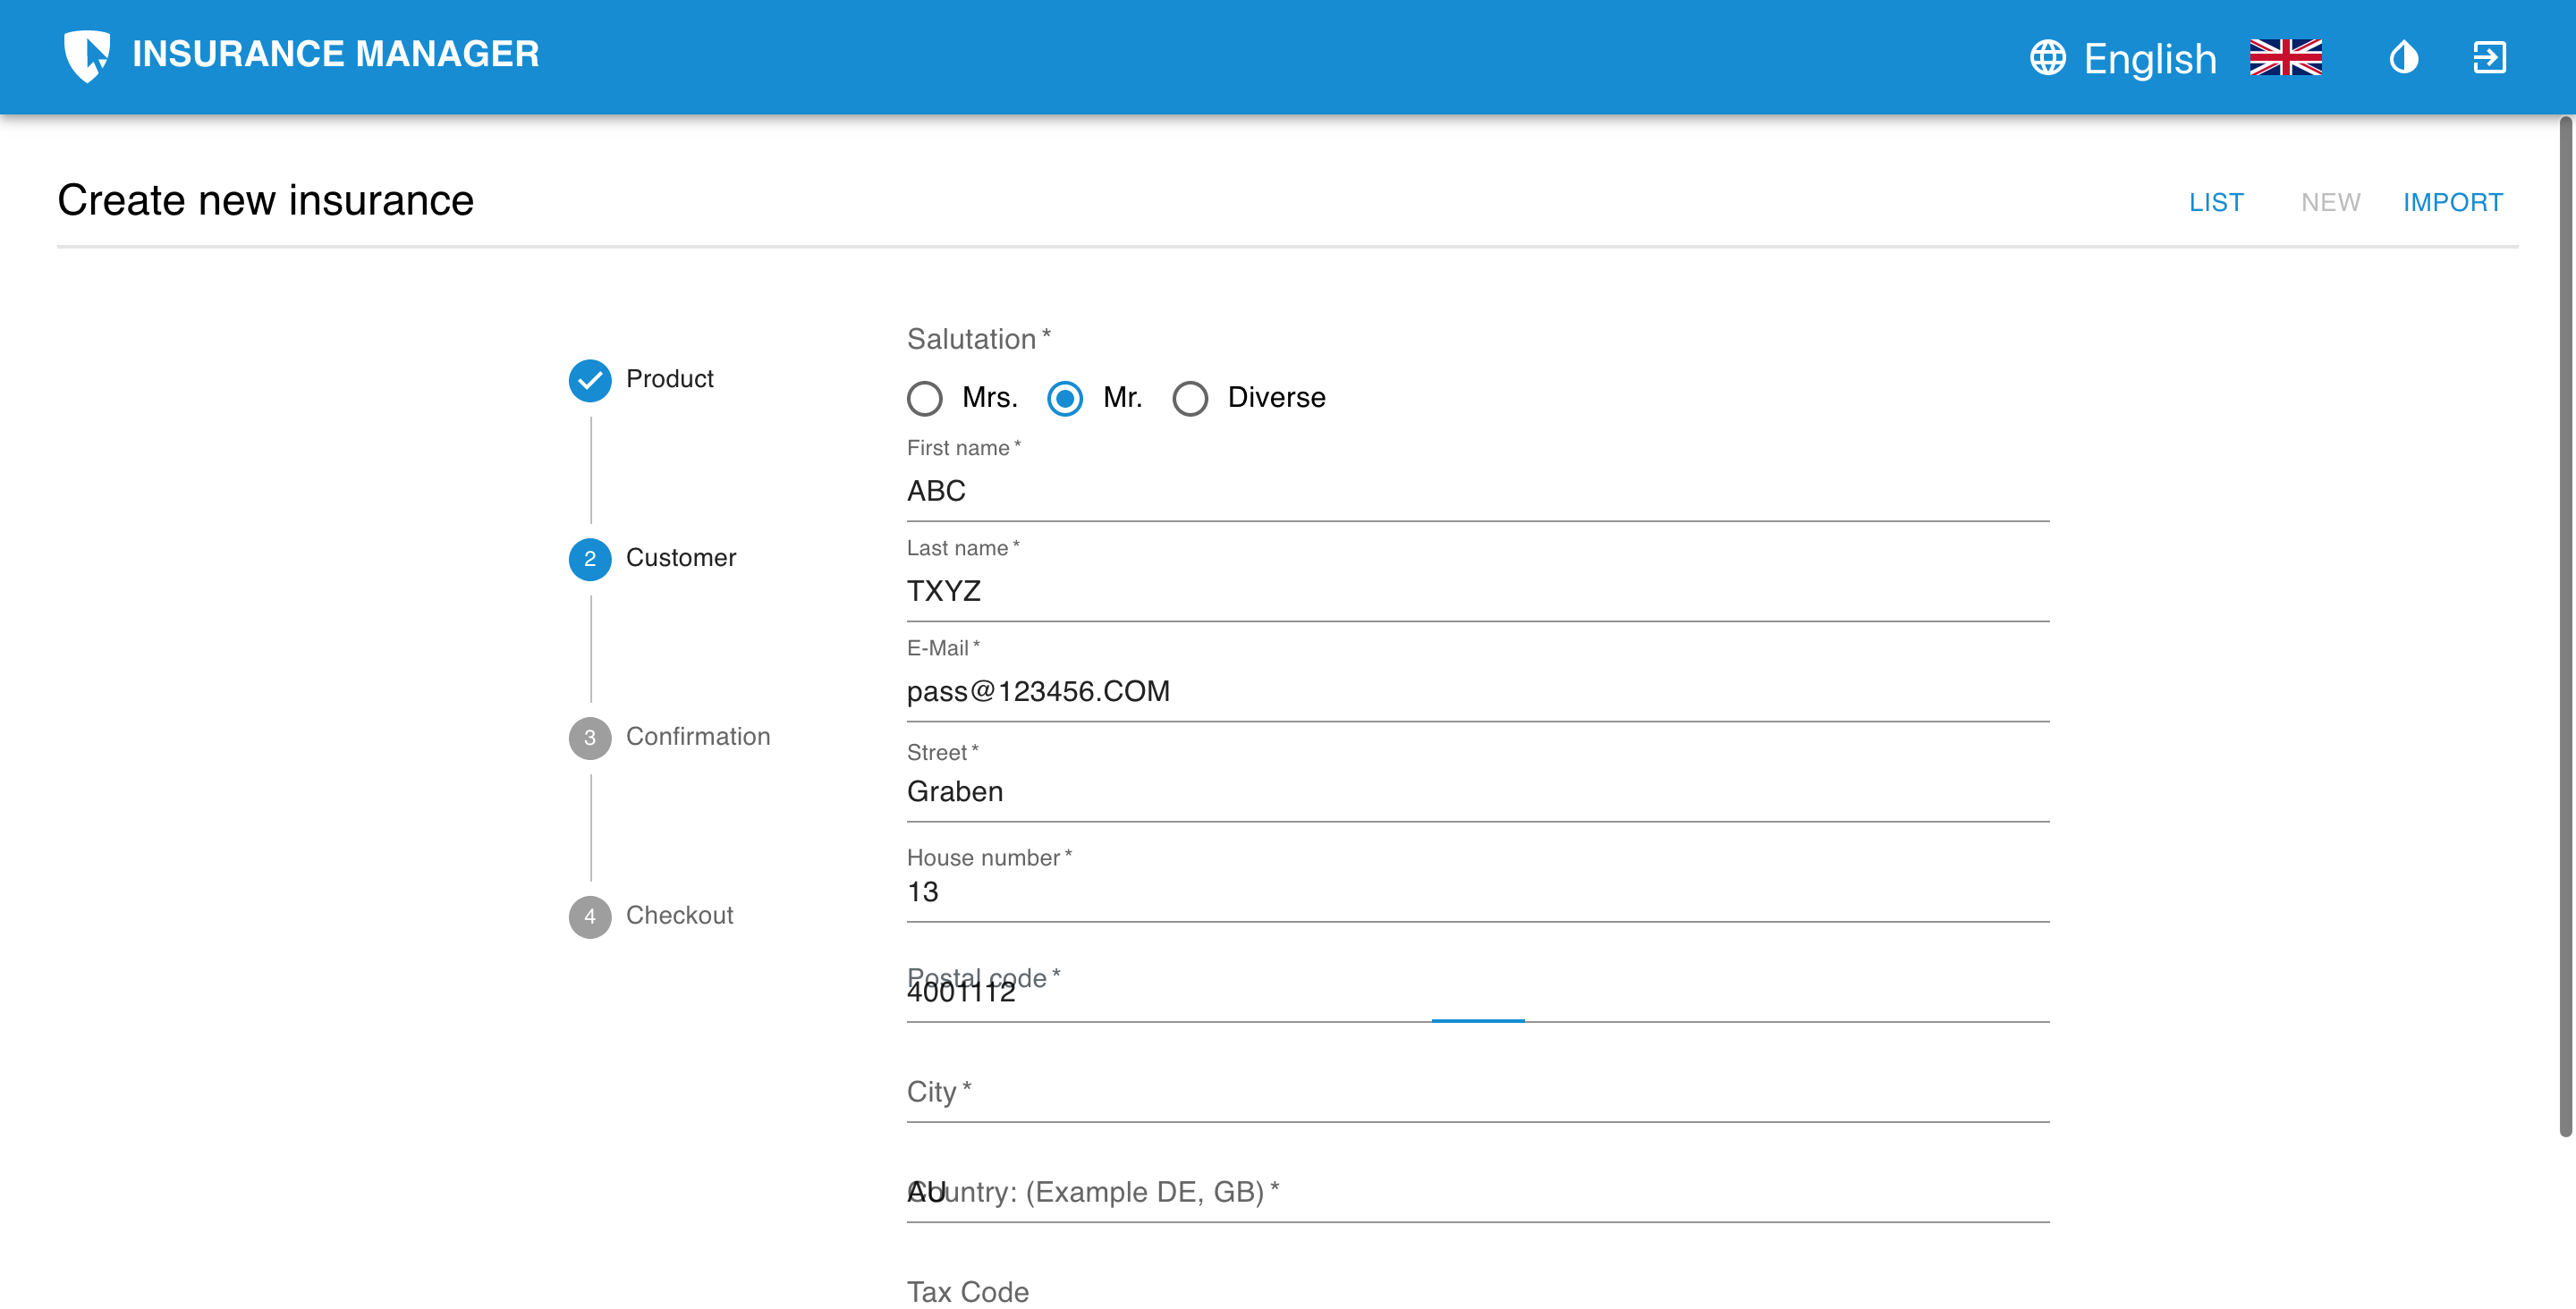 INSURANCE MANAGER
English
Create new insurance
LIST NEW IMPORT
Product
2 Customer
3 Confirmation
4 Checkout
Salutation *
Mrs. Mr. Diverse
First name *
ABC
Last name *
TXYZ
E-Mail *
pass@123456.COM
Street *
Graben
House number *
13
Postal code *
4001112
City *
AU
Country: (Example DE, GB) *
Tax Code